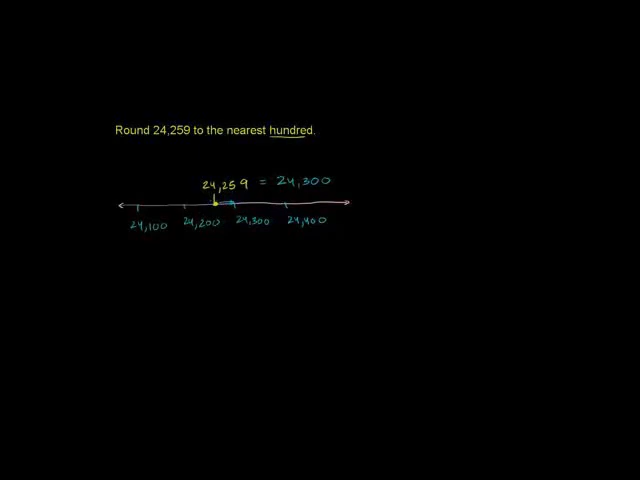 Round 24,259 to the nearest hundred.
24,259 = 24,300
24,100 24,200 24,300 24,400